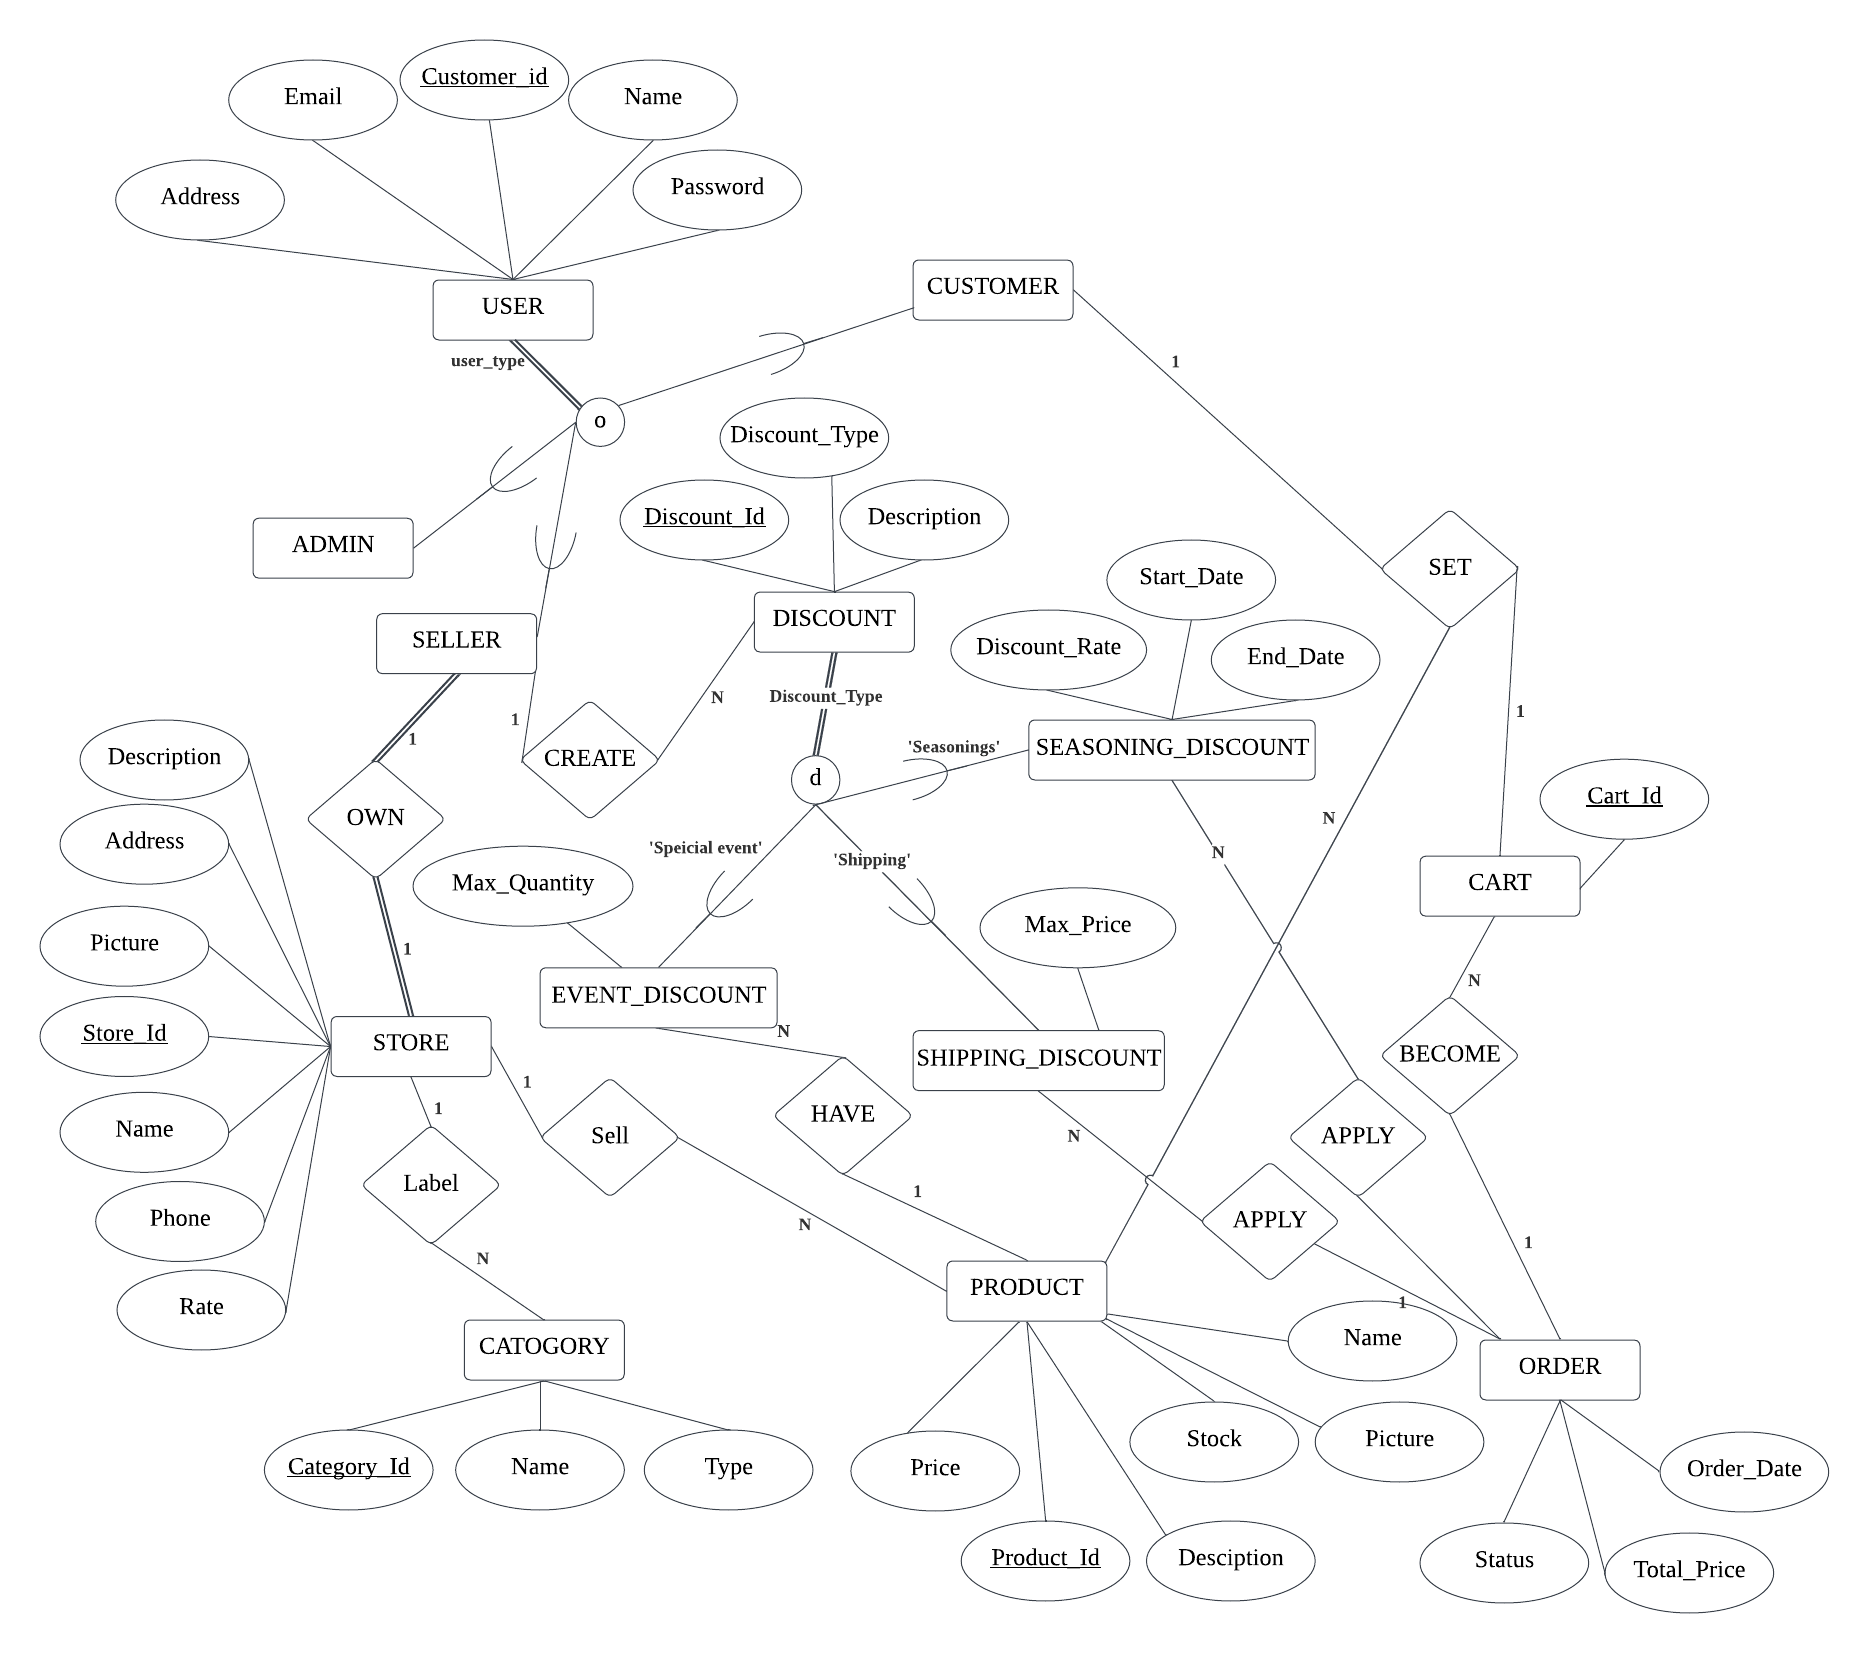 Customer_id
Email
Name
Password
Address
CUSTOMER
USER
user_type
1
o
Discount_Type
Discount_Id
Description
ADMIN
SET
Start_Date
DISCOUNT
SELLER
Discount_Rate
End_Date
Discount_Type
N
1
1
1
'Seasonings'
SEASONING_DISCOUNT
Description
CREATE
d
Cart_Id
OWN
N
Address
'Speicial event'
'Shipping'
N
Max_Quantity
CART
Max_Price
Picture
1
N
EVENT_DISCOUNT
N
Store_Id
STORE
SHIPPING_DISCOUNT
BECOME
1
1
HAVE
Name
Sell
N
APPLY
Label
1
Phone
N
APPLY
1
N
PRODUCT
Rate
1
Name
CATOGORY
ORDER
Category_Id
Name
Type
Price
Stock
Picture
Order_Date
Product_Id
Desciption
Status
Total_Price